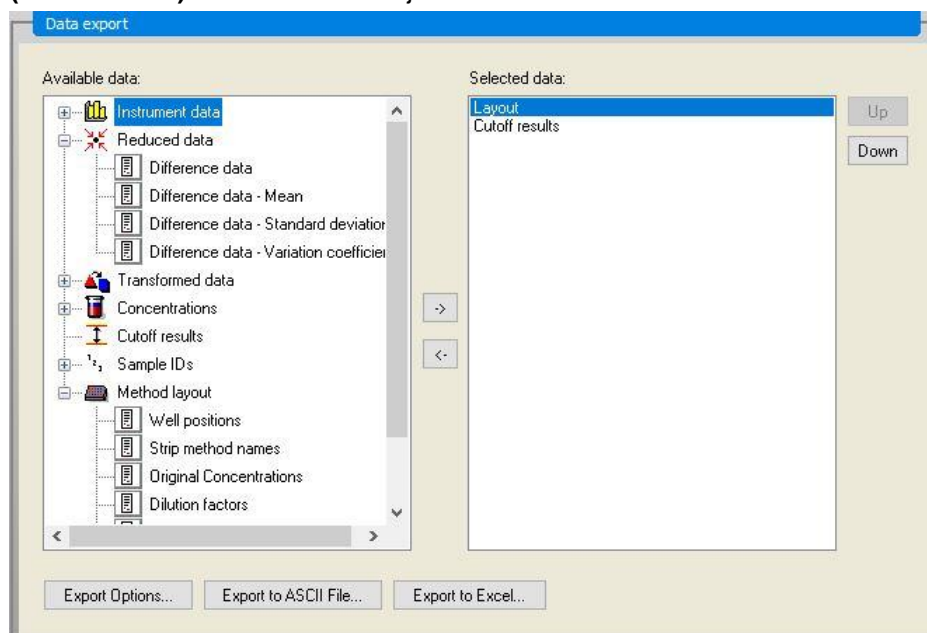 Data export
Available data:
Instrument data
Reduced data
Difference data
Difference data - Mean
Difference data - Standard deviation
Difference data - Variation coefficier
Transformed data
Concentrations
Cutoff results
Sample IDs
Method layout
Well positions
Strip method names
Original Concentrations
Dilution factors
->
<-
Selected data:
Layout
Cutoff results
Up
Down
Export Options...
Export to ASCII File...
Export to Excel...